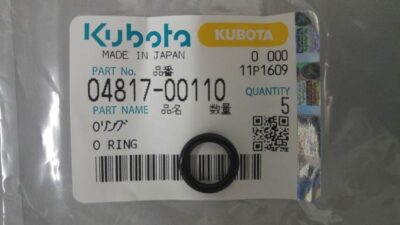 Kubota KUBOTA
MADE IN JAPAN 0 000
PART No. 品番 11P1609
04817-00110 QUANTITY
PART NAME 品名 数量 5
Oリング
O RING